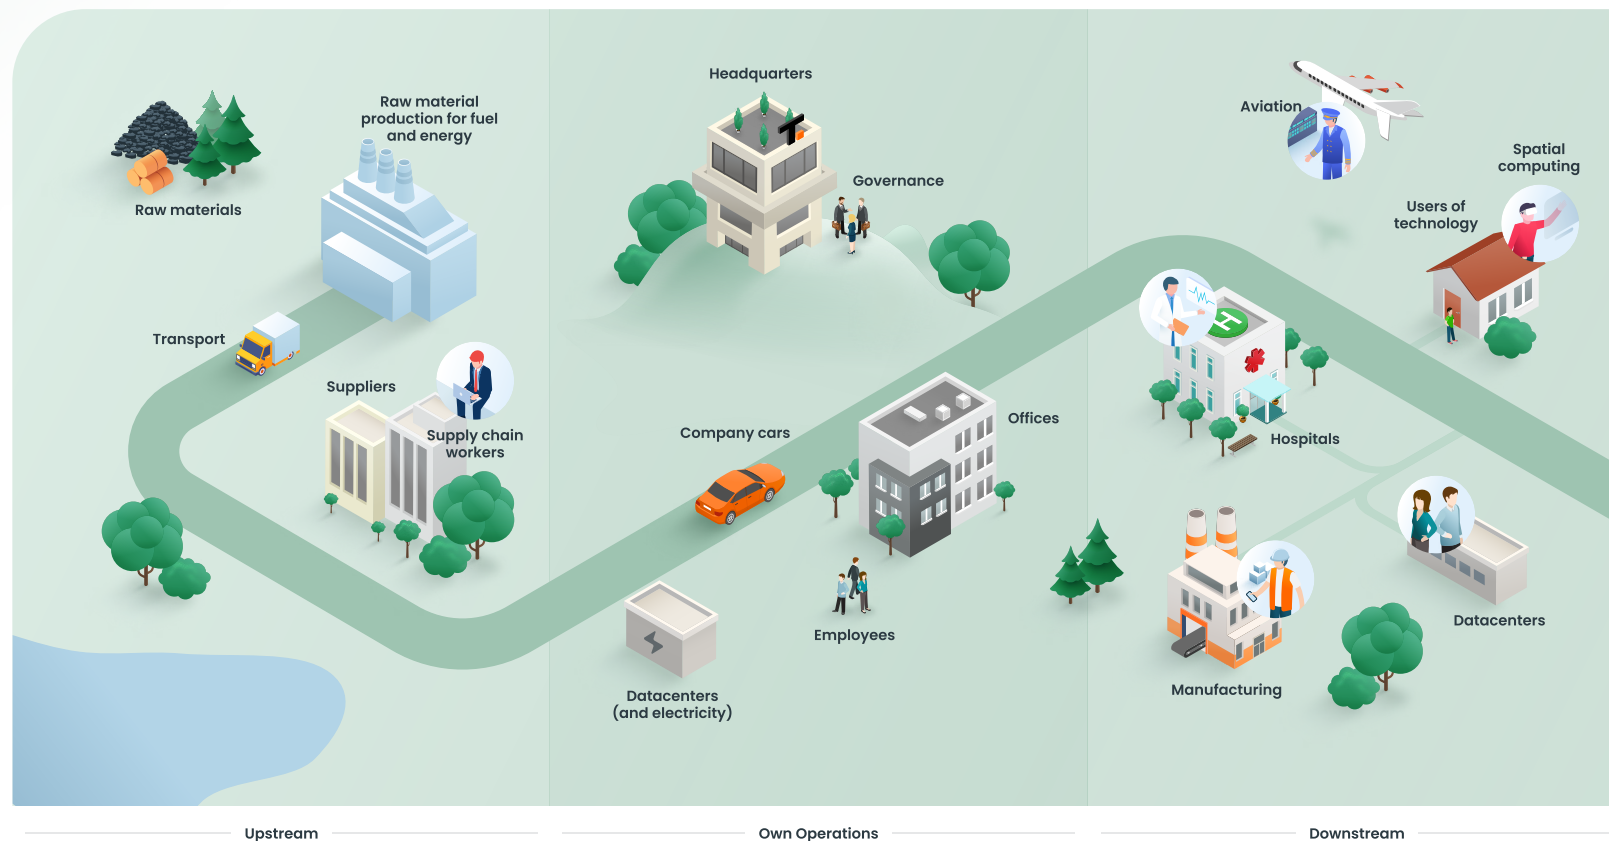 Headquarters
Raw material
production for fuel
and energy
Aviation
Spatial
computing
Governance
Raw materials
Users of
technology
Transport
H
Suppliers
Offices
Company cars
Supply chain
workers
Hospitals
Datacenters
Employees
Manufacturing
Datacenters
(and electricity)
Upstream
Own Operations
Downstream